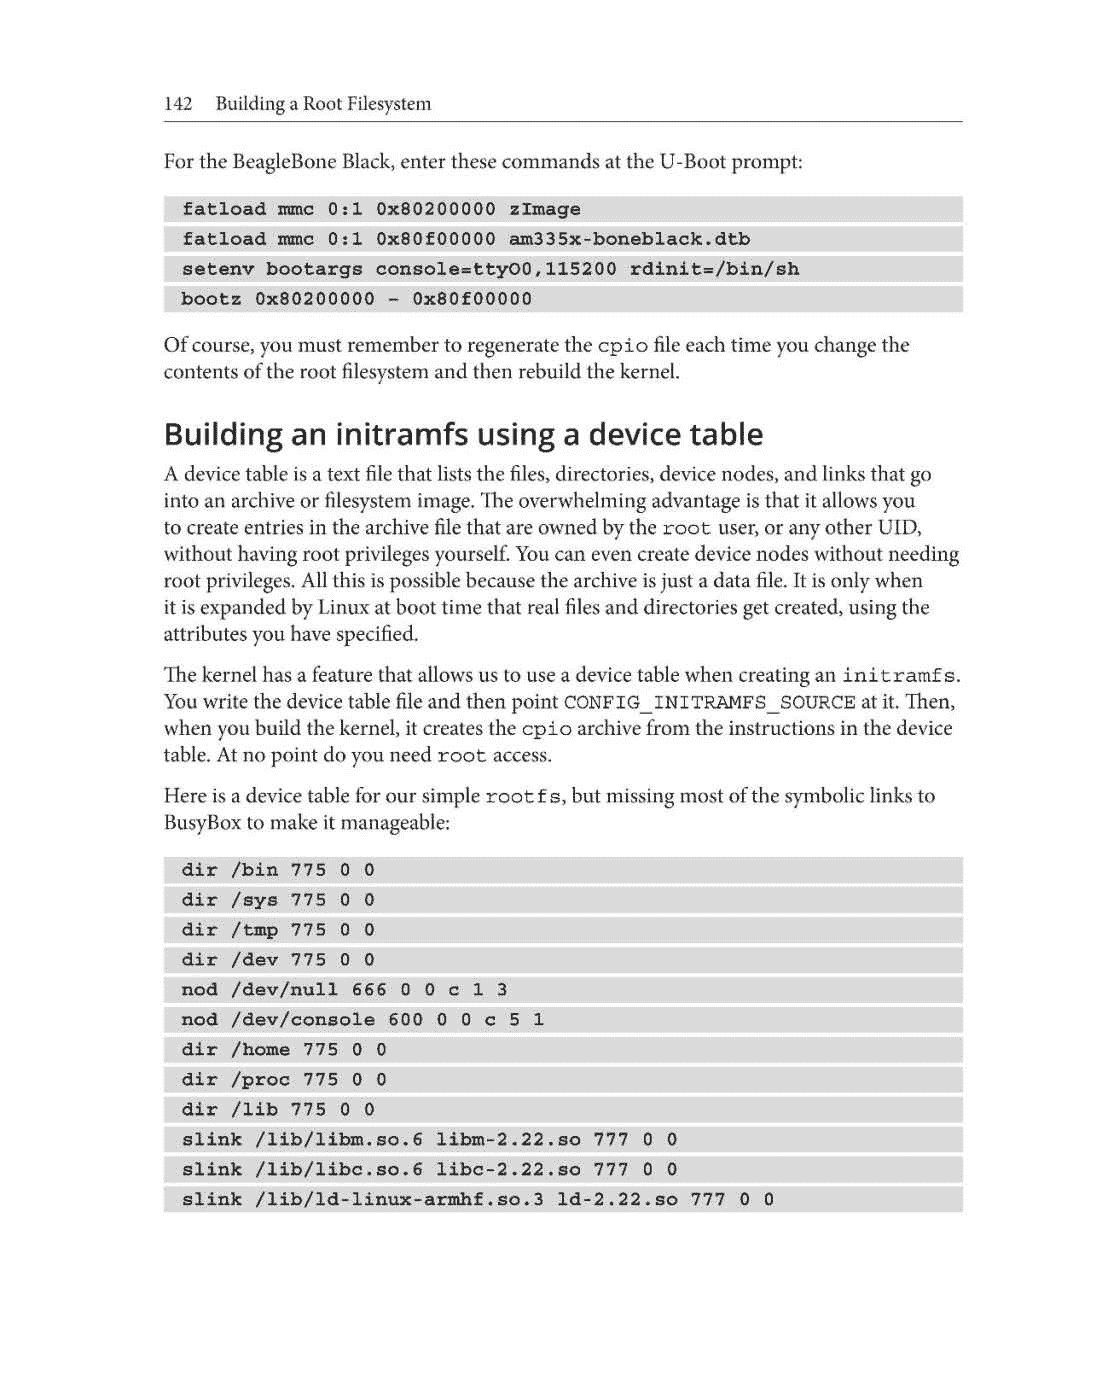 142 Building a Root Filesystem
For the BeagleBone Black, enter these commands at the U-Boot prompt:
fatload mmc 0:1 0x80200000 zImage
fatload mmc 0:1 0x80f00000 am335x-boneblack.dtb
setenv bootargs console=ttyO0,115200 rdinit=/bin/sh
bootz 0x80200000 – 0x80f00000
Of course, you must remember to regenerate the cpio file each time you change the
contents of the root filesystem and then rebuild the kernel.
Building an initramfs using a device table
A device table is a text file that lists the files, directories, device nodes, and links that go
into an archive or filesystem image. The overwhelming advantage is that it allows you
to create entries in the archive file that are owned by the root user, or any other UID,
without having root privileges yourself. You can even create device nodes without needing
root privileges. All this is possible because the archive is just a data file. It is only when
it is expanded by Linux at boot time that real files and directories get created, using the
attributes you have specified.
The kernel has a feature that allows us to use a device table when creating an initramfs.
You write the device table file and then point CONFIG_INITRAMFS_SOURCE at it. Then,
when you build the kernel, it creates the cpio archive from the instructions in the device
table. At no point do you need root access.
Here is a device table for our simple rootfs, but missing most of the symbolic links to
BusyBox to make it manageable:
dir /bin 775 0 0
dir /sys 775 0 0
dir /tmp 775 0 0
dir /dev 775 0 0
nod /dev/null 666 0 0 c 1 3
nod /dev/console 600 0 0 c 5 1
dir /home 775 0 0
dir /proc 775 0 0
dir /lib 775 0 0
slink /lib/libm.so.6 libm-2.22.so 777 0 0
slink /lib/libc.so.6 libc-2.22.so 777 0 0
slink /lib/ld-linux-armhf.so.3 ld-2.22.so 777 0 0